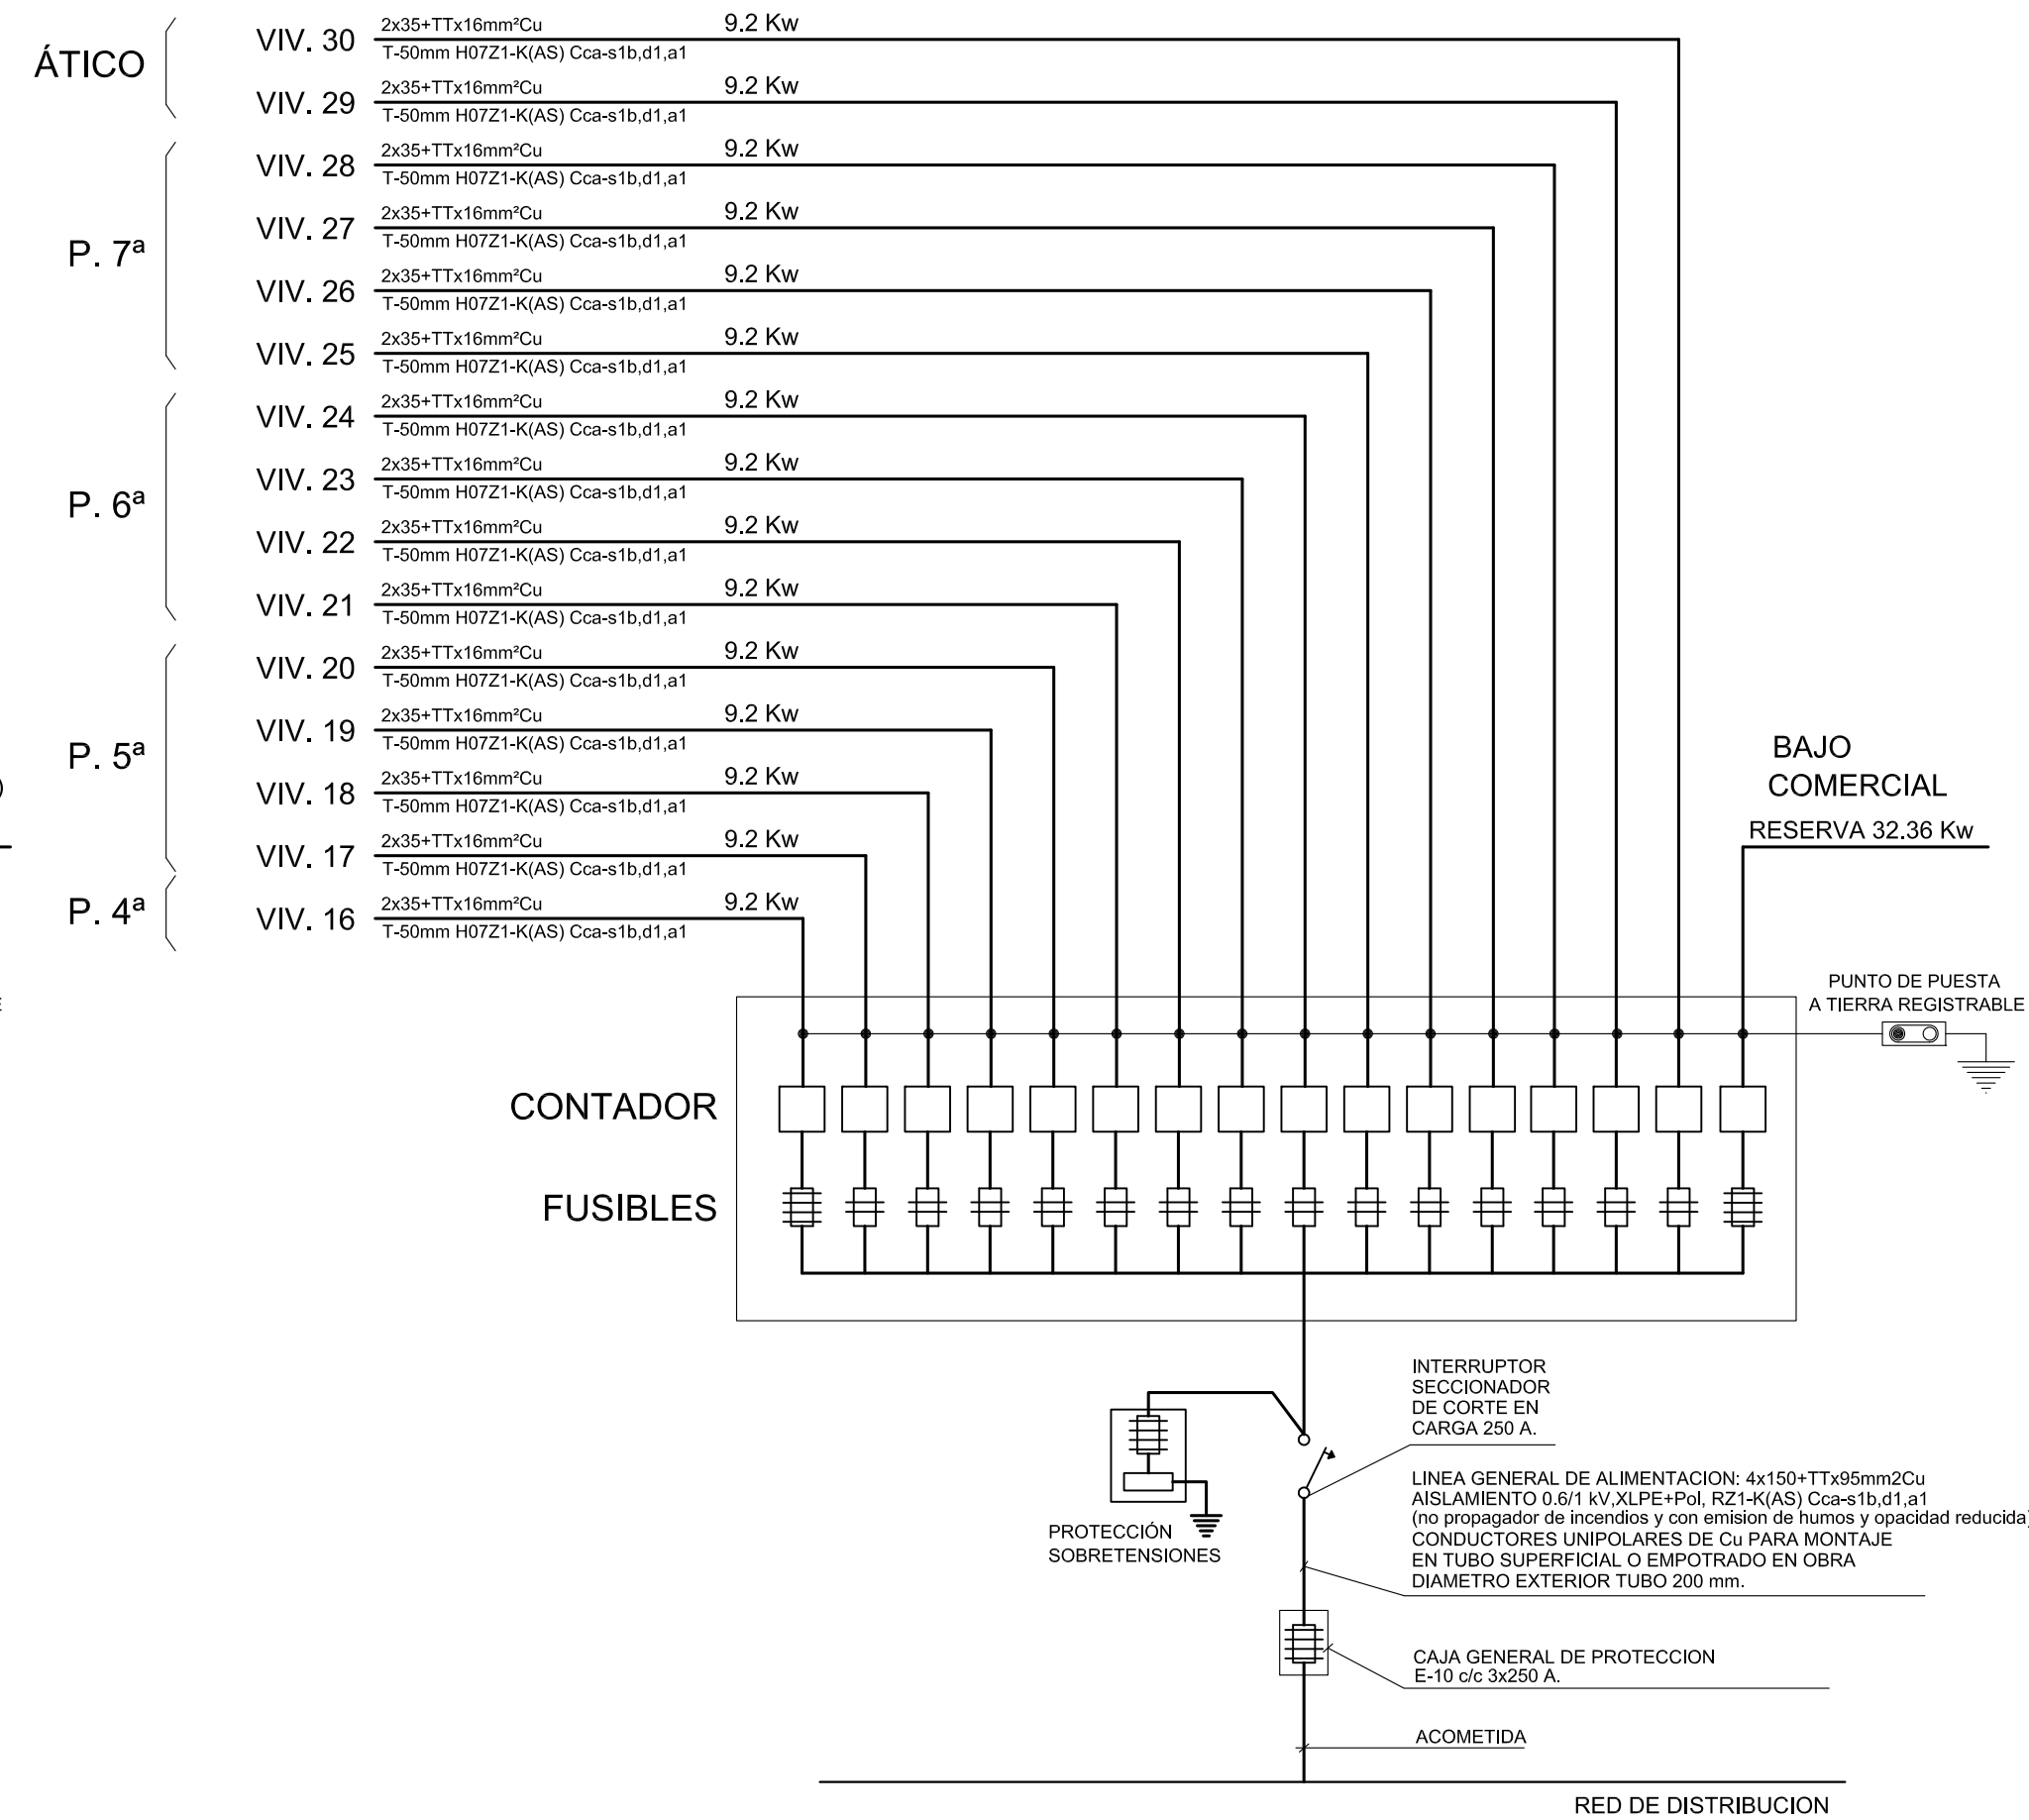 ÁTICO
VIV. 30
2x35+TTx16mm²Cu
9.2 Kw
T-50mm H07Z1-K(AS) Cca-s1b,d1,a1
VIV. 29
2x35+TTx16mm²Cu
9.2 Kw
T-50mm H07Z1-K(AS) Cca-s1b,d1,a1
P. 7ª
VIV. 28
2x35+TTx16mm²Cu
9.2 Kw
T-50mm H07Z1-K(AS) Cca-s1b,d1,a1
VIV. 27
2x35+TTx16mm²Cu
9.2 Kw
T-50mm H07Z1-K(AS) Cca-s1b,d1,a1
VIV. 26
2x35+TTx16mm²Cu
9.2 Kw
T-50mm H07Z1-K(AS) Cca-s1b,d1,a1
VIV. 25
2x35+TTx16mm²Cu
9.2 Kw
T-50mm H07Z1-K(AS) Cca-s1b,d1,a1
P. 6ª
VIV. 24
2x35+TTx16mm²Cu
9.2 Kw
T-50mm H07Z1-K(AS) Cca-s1b,d1,a1
VIV. 23
2x35+TTx16mm²Cu
9.2 Kw
T-50mm H07Z1-K(AS) Cca-s1b,d1,a1
VIV. 22
2x35+TTx16mm²Cu
9.2 Kw
T-50mm H07Z1-K(AS) Cca-s1b,d1,a1
VIV. 21
2x35+TTx16mm²Cu
9.2 Kw
T-50mm H07Z1-K(AS) Cca-s1b,d1,a1
P. 5ª
VIV. 20
2x35+TTx16mm²Cu
9.2 Kw
T-50mm H07Z1-K(AS) Cca-s1b,d1,a1
VIV. 19
2x35+TTx16mm²Cu
9.2 Kw
T-50mm H07Z1-K(AS) Cca-s1b,d1,a1
VIV. 18
2x35+TTx16mm²Cu
9.2 Kw
T-50mm H07Z1-K(AS) Cca-s1b,d1,a1
VIV. 17
2x35+TTx16mm²Cu
9.2 Kw
T-50mm H07Z1-K(AS) Cca-s1b,d1,a1
P. 4ª
VIV. 16
2x35+TTx16mm²Cu
9.2 Kw
T-50mm H07Z1-K(AS) Cca-s1b,d1,a1
BAJO
COMERCIAL
RESERVA 32.36 Kw
PUNTO DE PUESTA
A TIERRA REGISTRABLE
CONTADOR
FUSIBLES
INTERRUPTOR
SECCIONADOR
DE CORTE EN
CARGA 250 A.
LINEA GENERAL DE ALIMENTACION: 4x150+TTx95mm2Cu
AISLAMIENTO 0.6/1 kV,XLPE+Pol, RZ1-K(AS) Cca-s1b,d1,a1
(no propagador de incendios y con emision de humos y opacidad reducida)
CONDUCTORES UNIPOLARES DE Cu PARA MONTAJE
EN TUBO SUPERFICIAL O EMPOTRADO EN OBRA
DIAMETRO EXTERIOR TUBO 200 mm.
PROTECCIÓN
SOBRETENSIONES
CAJA GENERAL DE PROTECCION
E-10 c/c 3x250 A.
ACOMETIDA
RED DE DISTRIBUCION